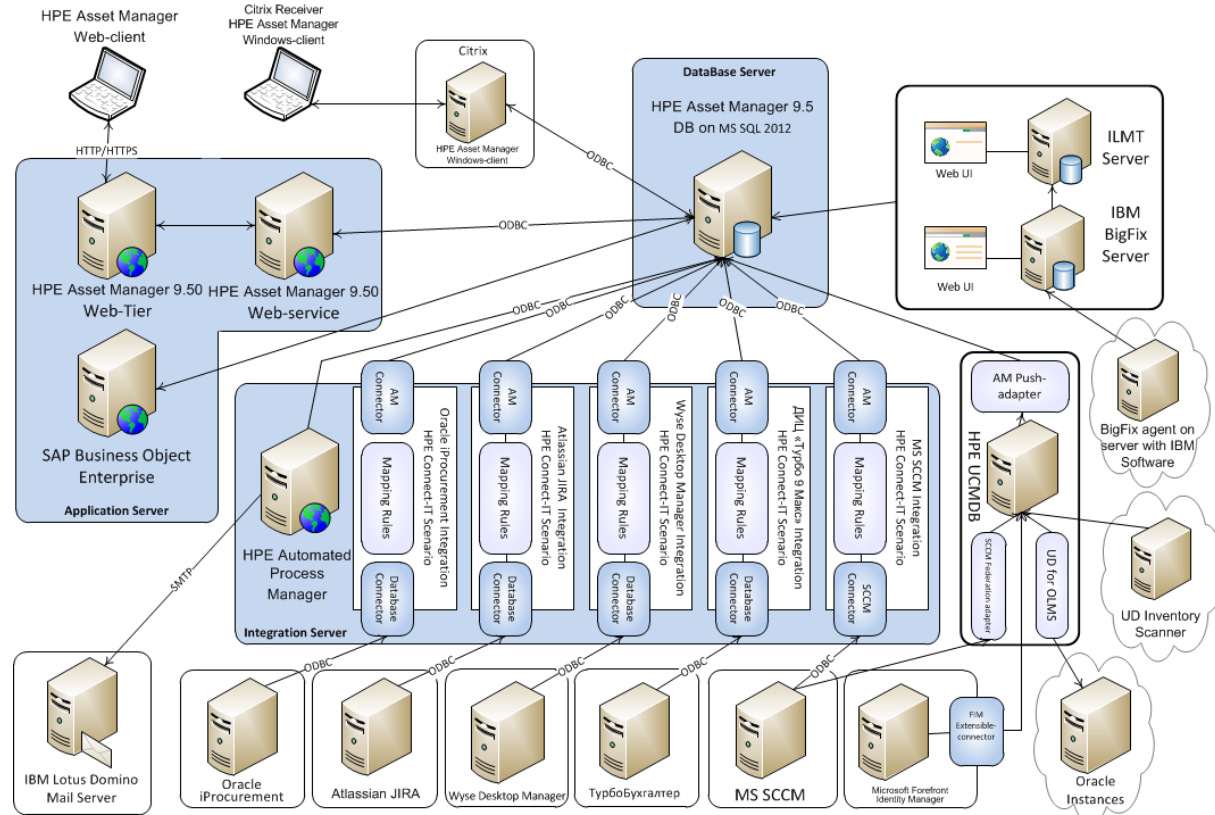 HPE Asset Manager
Web-client
Citrix Receiver
HPE Asset Manager
Windows-client
Citrix
HPE Asset Manager
Windows-client
DataBase Server
HPE Asset Manager 9.5
DB on MS SQL 2012
ILMT
Server
Web UI
IBM
BigFix
Server
Web UI
HTTP/HTTPS
ODBC
ODBC
HPE Asset Manager 9.50
Web-Tier
HPE Asset Manager 9.50
Web-service
SAP Business Object
Enterprise
Application Server
ODBC
ODBC
ODBC
ODBC
ODBC
ODBC
BigFix agent on
server with IBM
Software
AM
Connector
Mapping Rules
Database
Connector
Oracle iProcurement Integration
HPE Connect-IT Scenario
AM
Connector
Mapping Rules
Database
Connector
Atlassian JIRA Integration
HPE Connect-IT Scenario
AM
Connector
Mapping Rules
Database
Connector
Wyse Desktop Manager Integration
HPE Connect-IT Scenario
AM
Connector
Mapping Rules
Database
Connector
ДИЦ «Турбо 9 Макс» Integration
HPE Connect-IT Scenario
AM
Connector
Mapping Rules
SCCM
Connector
MS SCCM Integration
HPE Connect-IT Scenario
HPE Automated
Process
Manager
Integration Server
AM Push-
adapter
HPE UCMDB
SCCM Federation adapter
UD for
OLMS
UD Inventory
Scanner
SMTP
ODBC
ODBC
ODBC
ODBC
ODBC
IBM Lotus Domino
Mail Server
Oracle
iProcurement
Atlassian JIRA
Wyse Desktop Manager
ТурбоБухгалтер
MS SCCM
Microsoft Forefront
Identity Manager
FIM
Extensible-
connector
Oracle
Instances